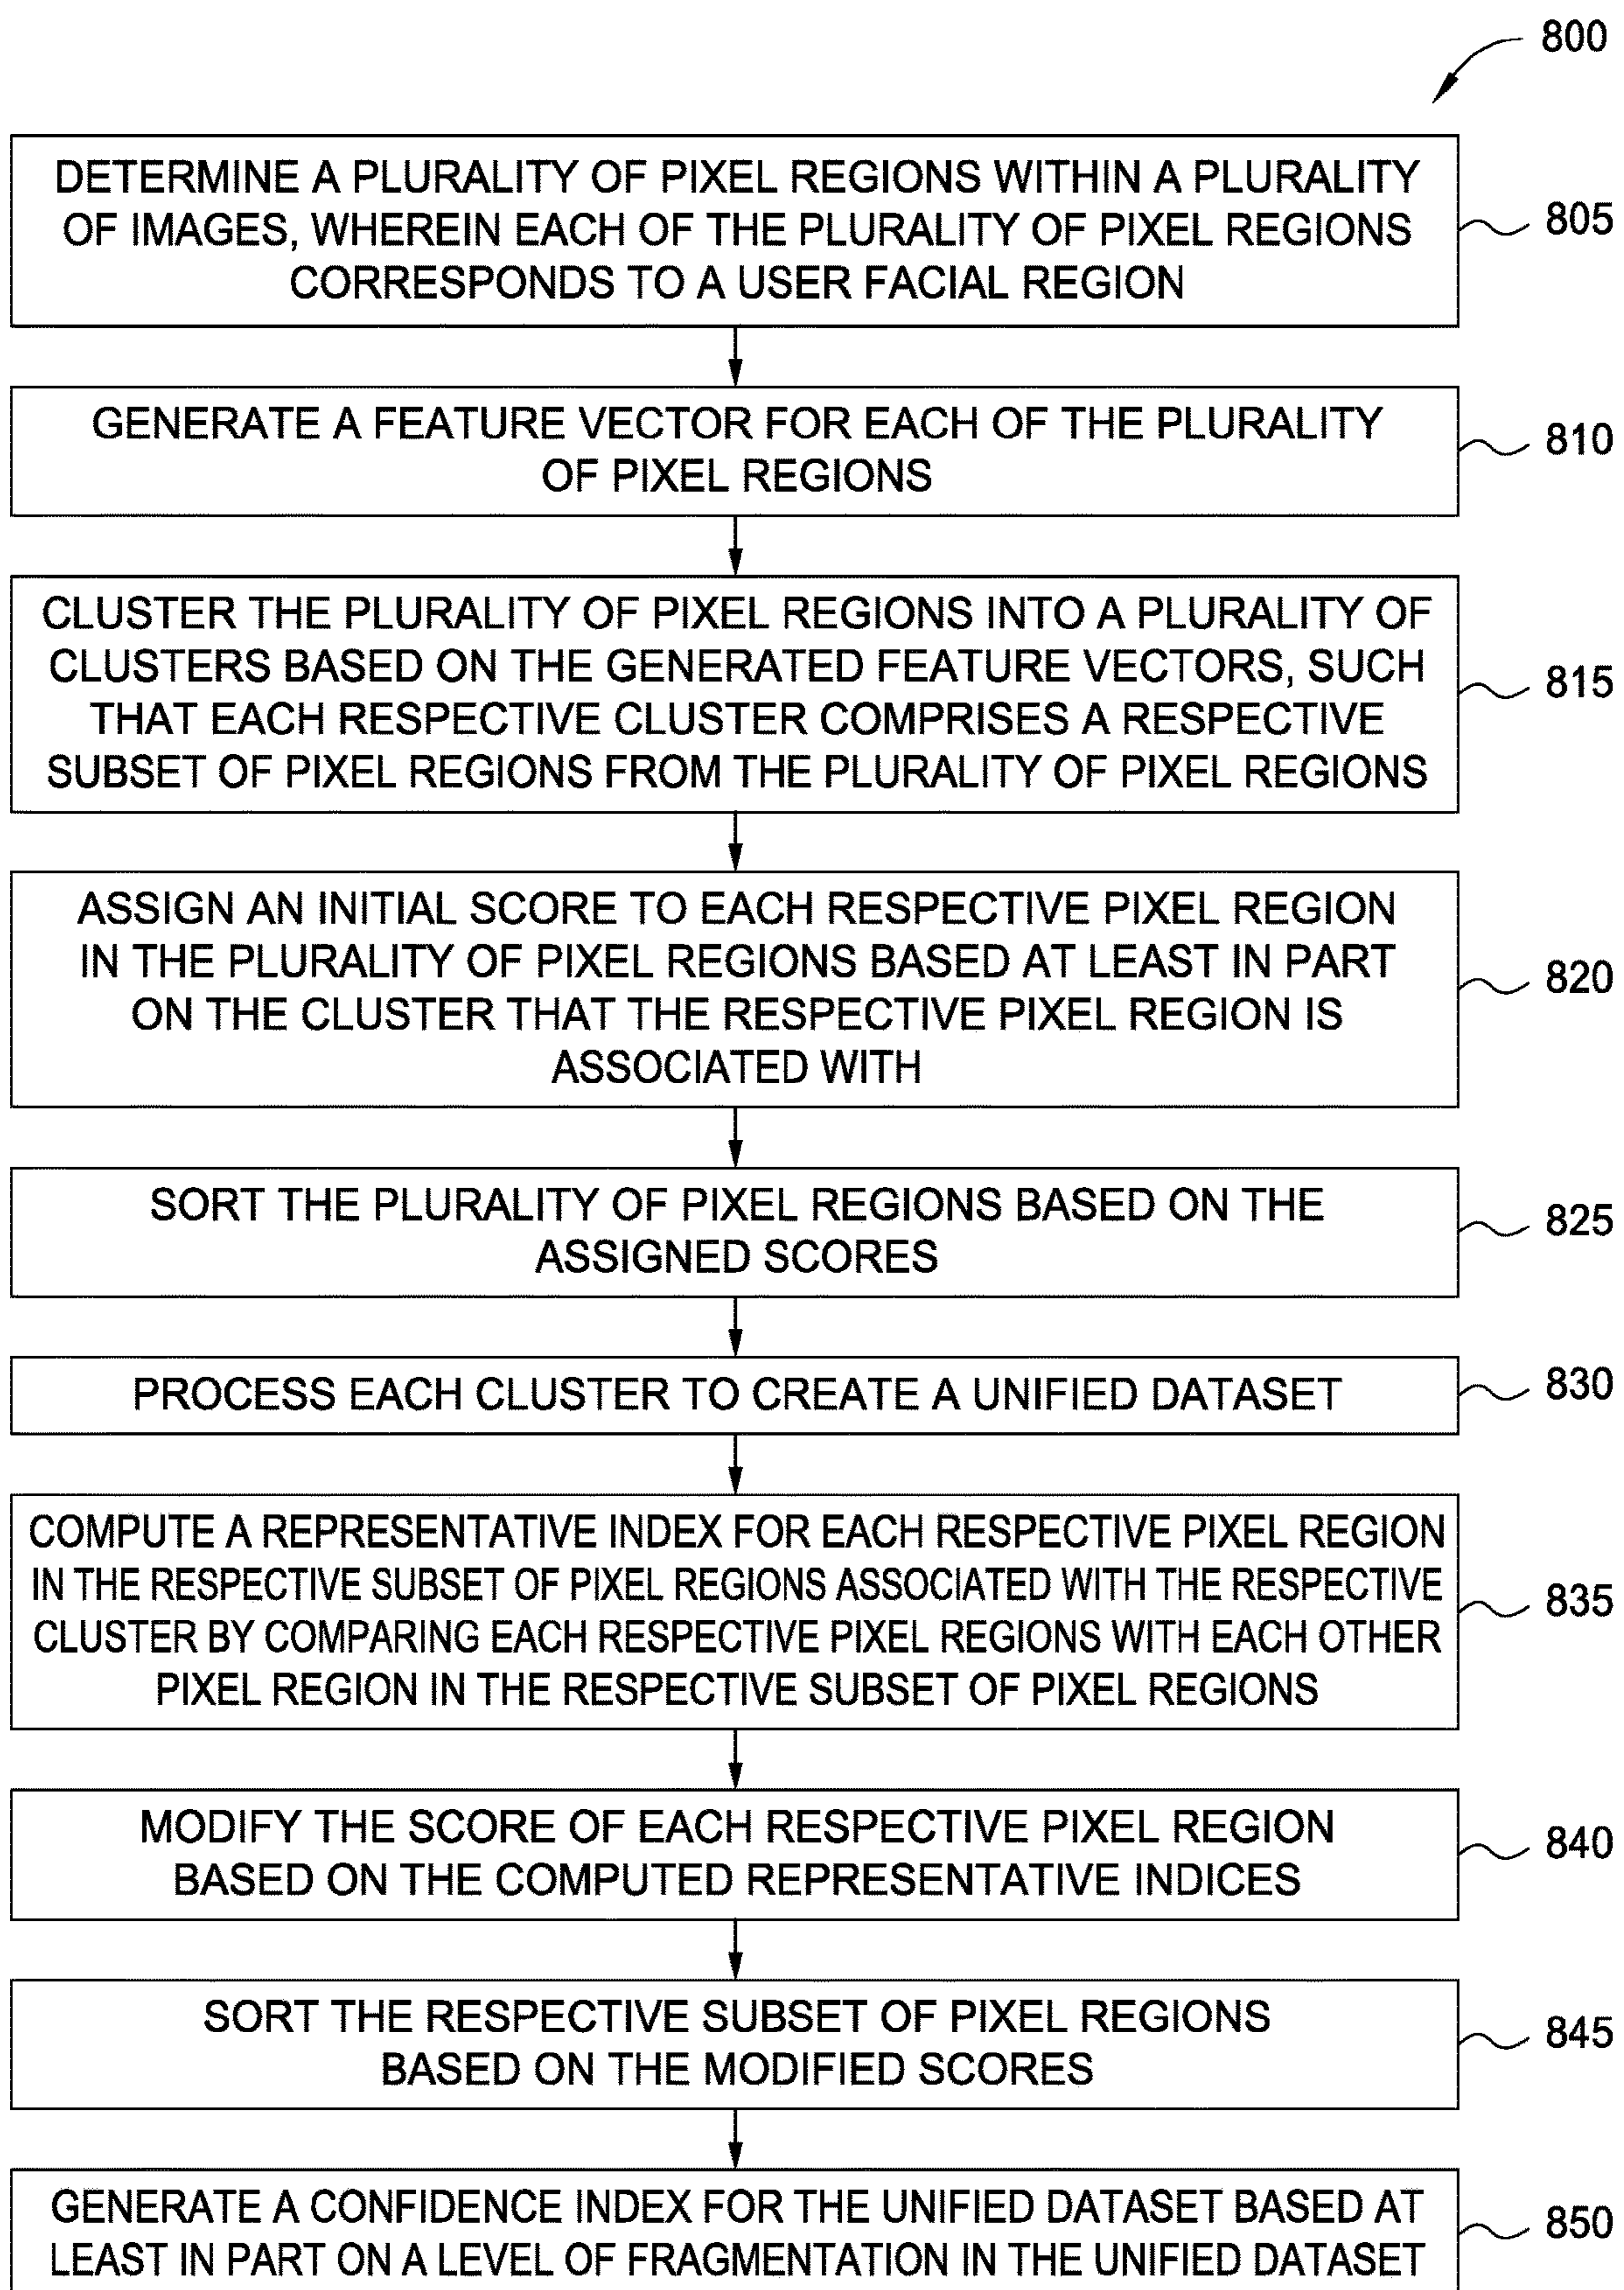 800
DETERMINE A PLURALITY OF PIXEL REGIONS WITHIN A PLURALITY
OF IMAGES, WHEREIN EACH OF THE PLURALITY OF PIXEL REGIONS
CORRESPONDS TO A USER FACIAL REGION
805
GENERATE A FEATURE VECTOR FOR EACH OF THE PLURALITY
OF PIXEL REGIONS
810
CLUSTER THE PLURALITY OF PIXEL REGIONS INTO A PLURALITY OF
CLUSTERS BASED ON THE GENERATED FEATURE VECTORS, SUCH
THAT EACH RESPECTIVE CLUSTER COMPRISES A RESPECTIVE
SUBSET OF PIXEL REGIONS FROM THE PLURALITY OF PIXEL REGIONS
815
ASSIGN AN INITIAL SCORE TO EACH RESPECTIVE PIXEL REGION
IN THE PLURALITY OF PIXEL REGIONS BASED AT LEAST IN PART
ON THE CLUSTER THAT THE RESPECTIVE PIXEL REGION IS
ASSOCIATED WITH
820
SORT THE PLURALITY OF PIXEL REGIONS BASED ON THE
ASSIGNED SCORES
825
PROCESS EACH CLUSTER TO CREATE A UNIFIED DATASET
830
COMPUTE A REPRESENTATIVE INDEX FOR EACH RESPECTIVE PIXEL REGION
IN THE RESPECTIVE SUBSET OF PIXEL REGIONS ASSOCIATED WITH THE RESPECTIVE
CLUSTER BY COMPARING EACH RESPECTIVE PIXEL REGIONS WITH EACH OTHER
PIXEL REGION IN THE RESPECTIVE SUBSET OF PIXEL REGIONS
835
MODIFY THE SCORE OF EACH RESPECTIVE PIXEL REGION
BASED ON THE COMPUTED REPRESENTATIVE INDICES
840
SORT THE RESPECTIVE SUBSET OF PIXEL REGIONS
BASED ON THE MODIFIED SCORES
845
GENERATE A CONFIDENCE INDEX FOR THE UNIFIED DATASET BASED AT
LEAST IN PART ON A LEVEL OF FRAGMENTATION IN THE UNIFIED DATASET
850